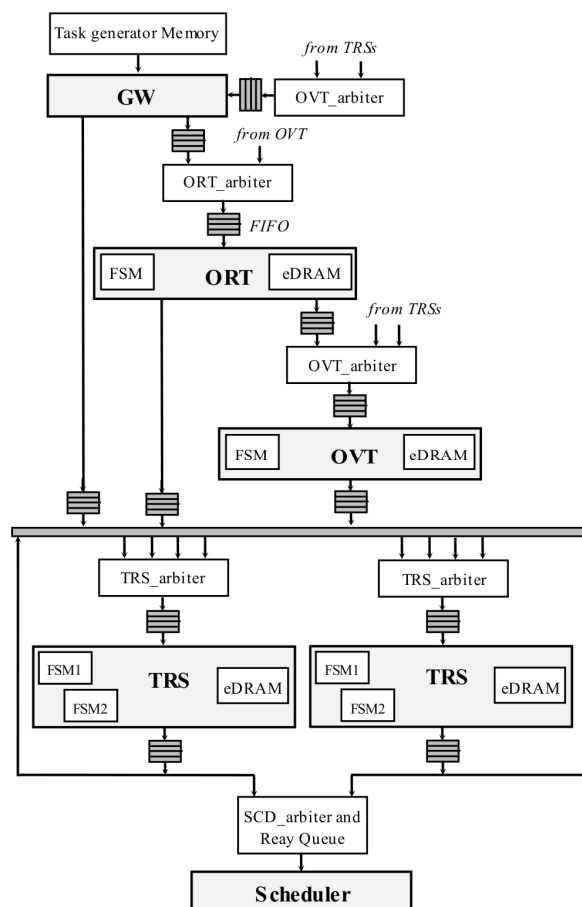 Task generator Memory
from TRSs
GW
OVT_arbiter
from OVT
ORT_arbiter
FIFO
FSM
ORT
eDRAM
from TRSs
OVT_arbiter
FSM
OVT
eDRAM
TRS_arbiter
TRS_arbiter
FSM1
TRS
eDRAM
FSM2
FSM1
TRS
eDRAM
FSM2
SCD_arbiter and
Reay Queue
Scheduler